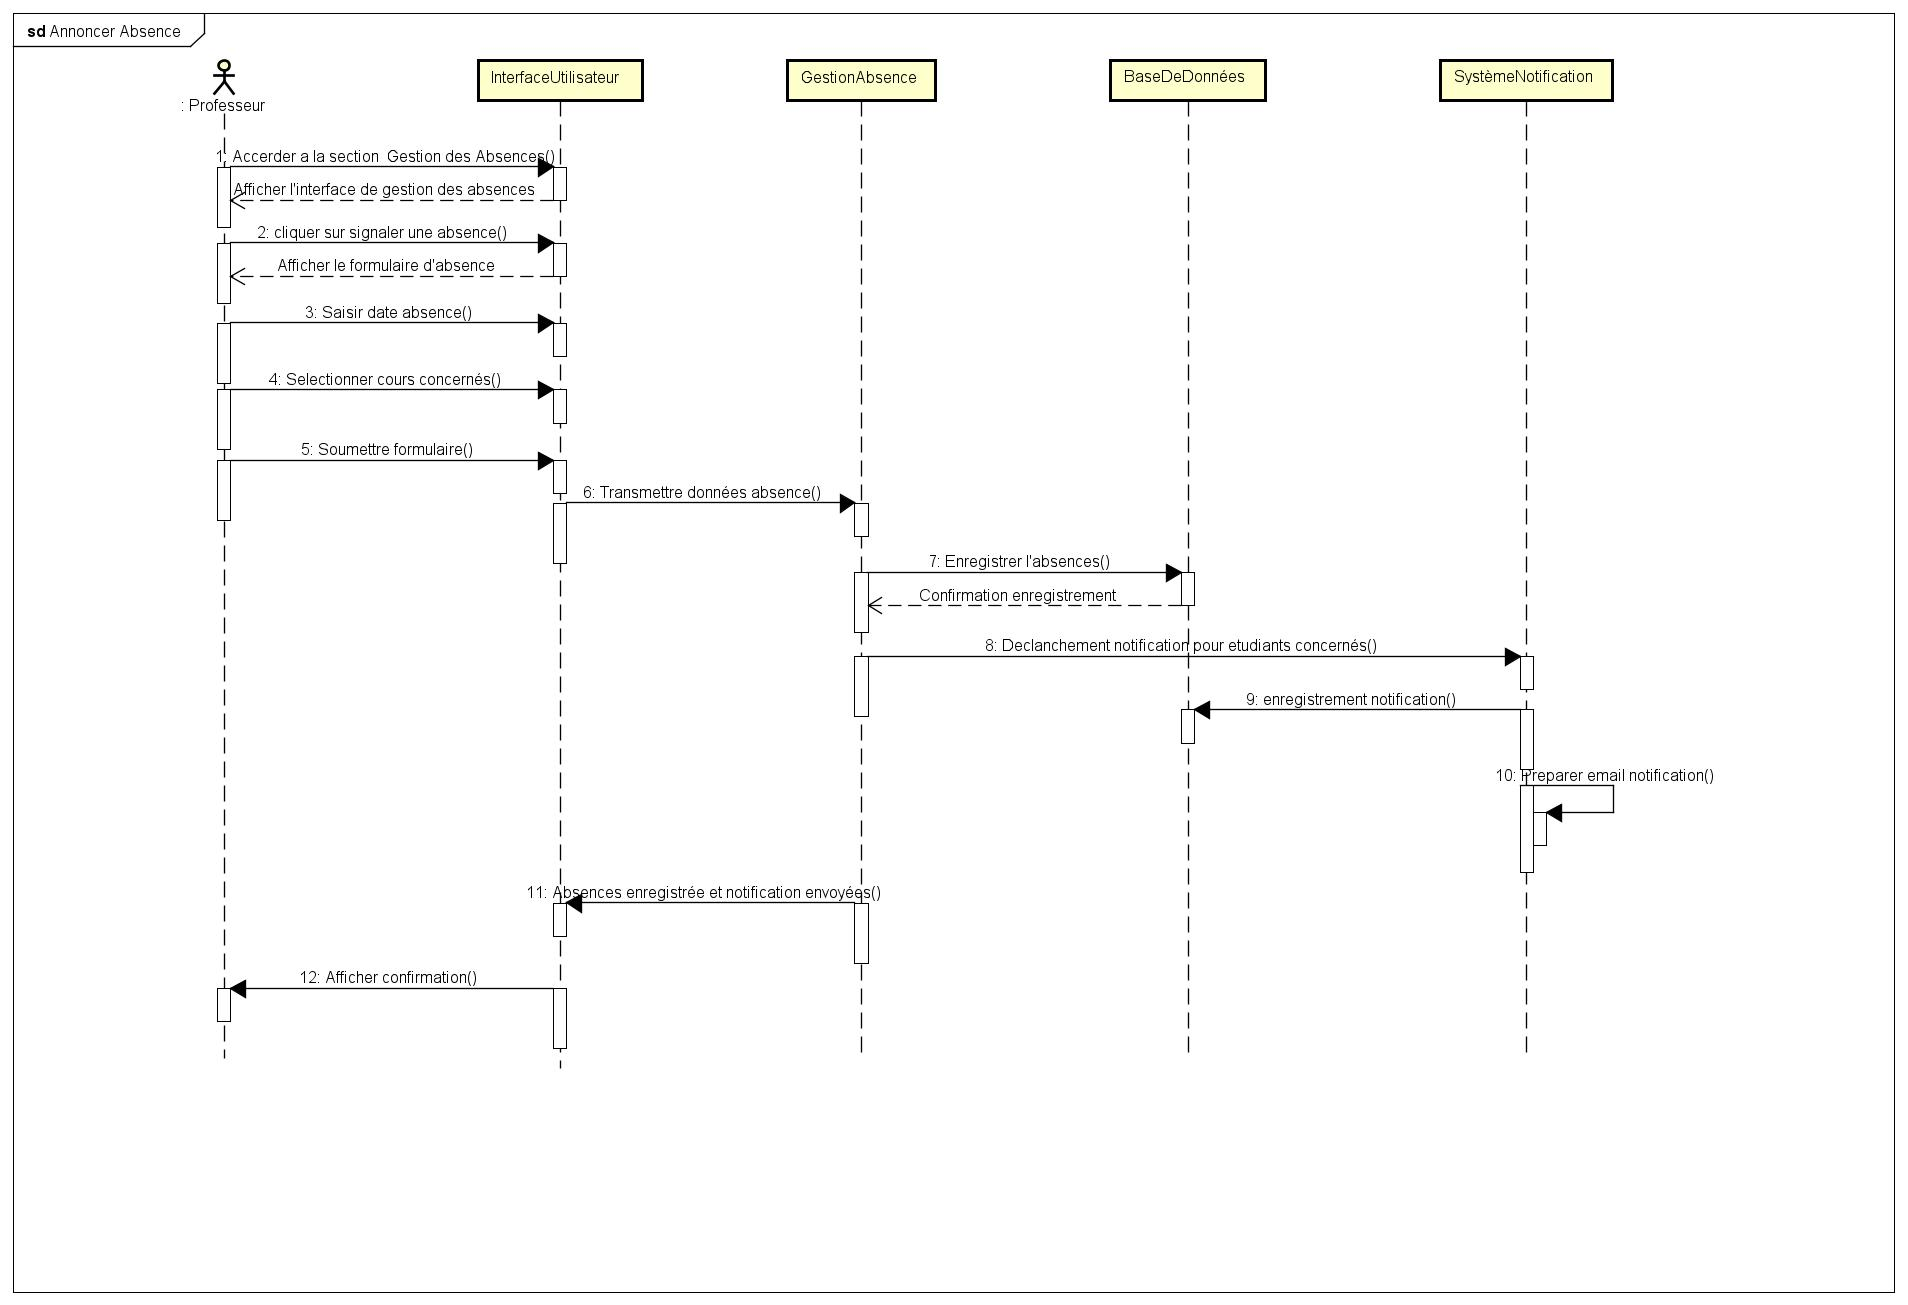 sd Annoncer Absence
: Professeur
InterfaceUtilisateur
GestionAbsence
BaseDeDonnées
SystèmeNotification
1: Accerder a la section  Gestion des Absences()
Afficher l'interface de gestion des absences
2: cliquer sur signaler une absence()
Afficher le formulaire d'absence
3: Saisir date absence()
4: Selectionner cours concernés()
5: Soumettre formulaire()
6: Transmettre données absence()
7: Enregistrer l'absences()
Confirmation enregistrement
8: Declanchement notification pour etudiants concernés()
9: enregistrement notification()
10: Preparer email notification()
11: Absences enregistrée et notification envoyées()
12: Afficher confirmation()